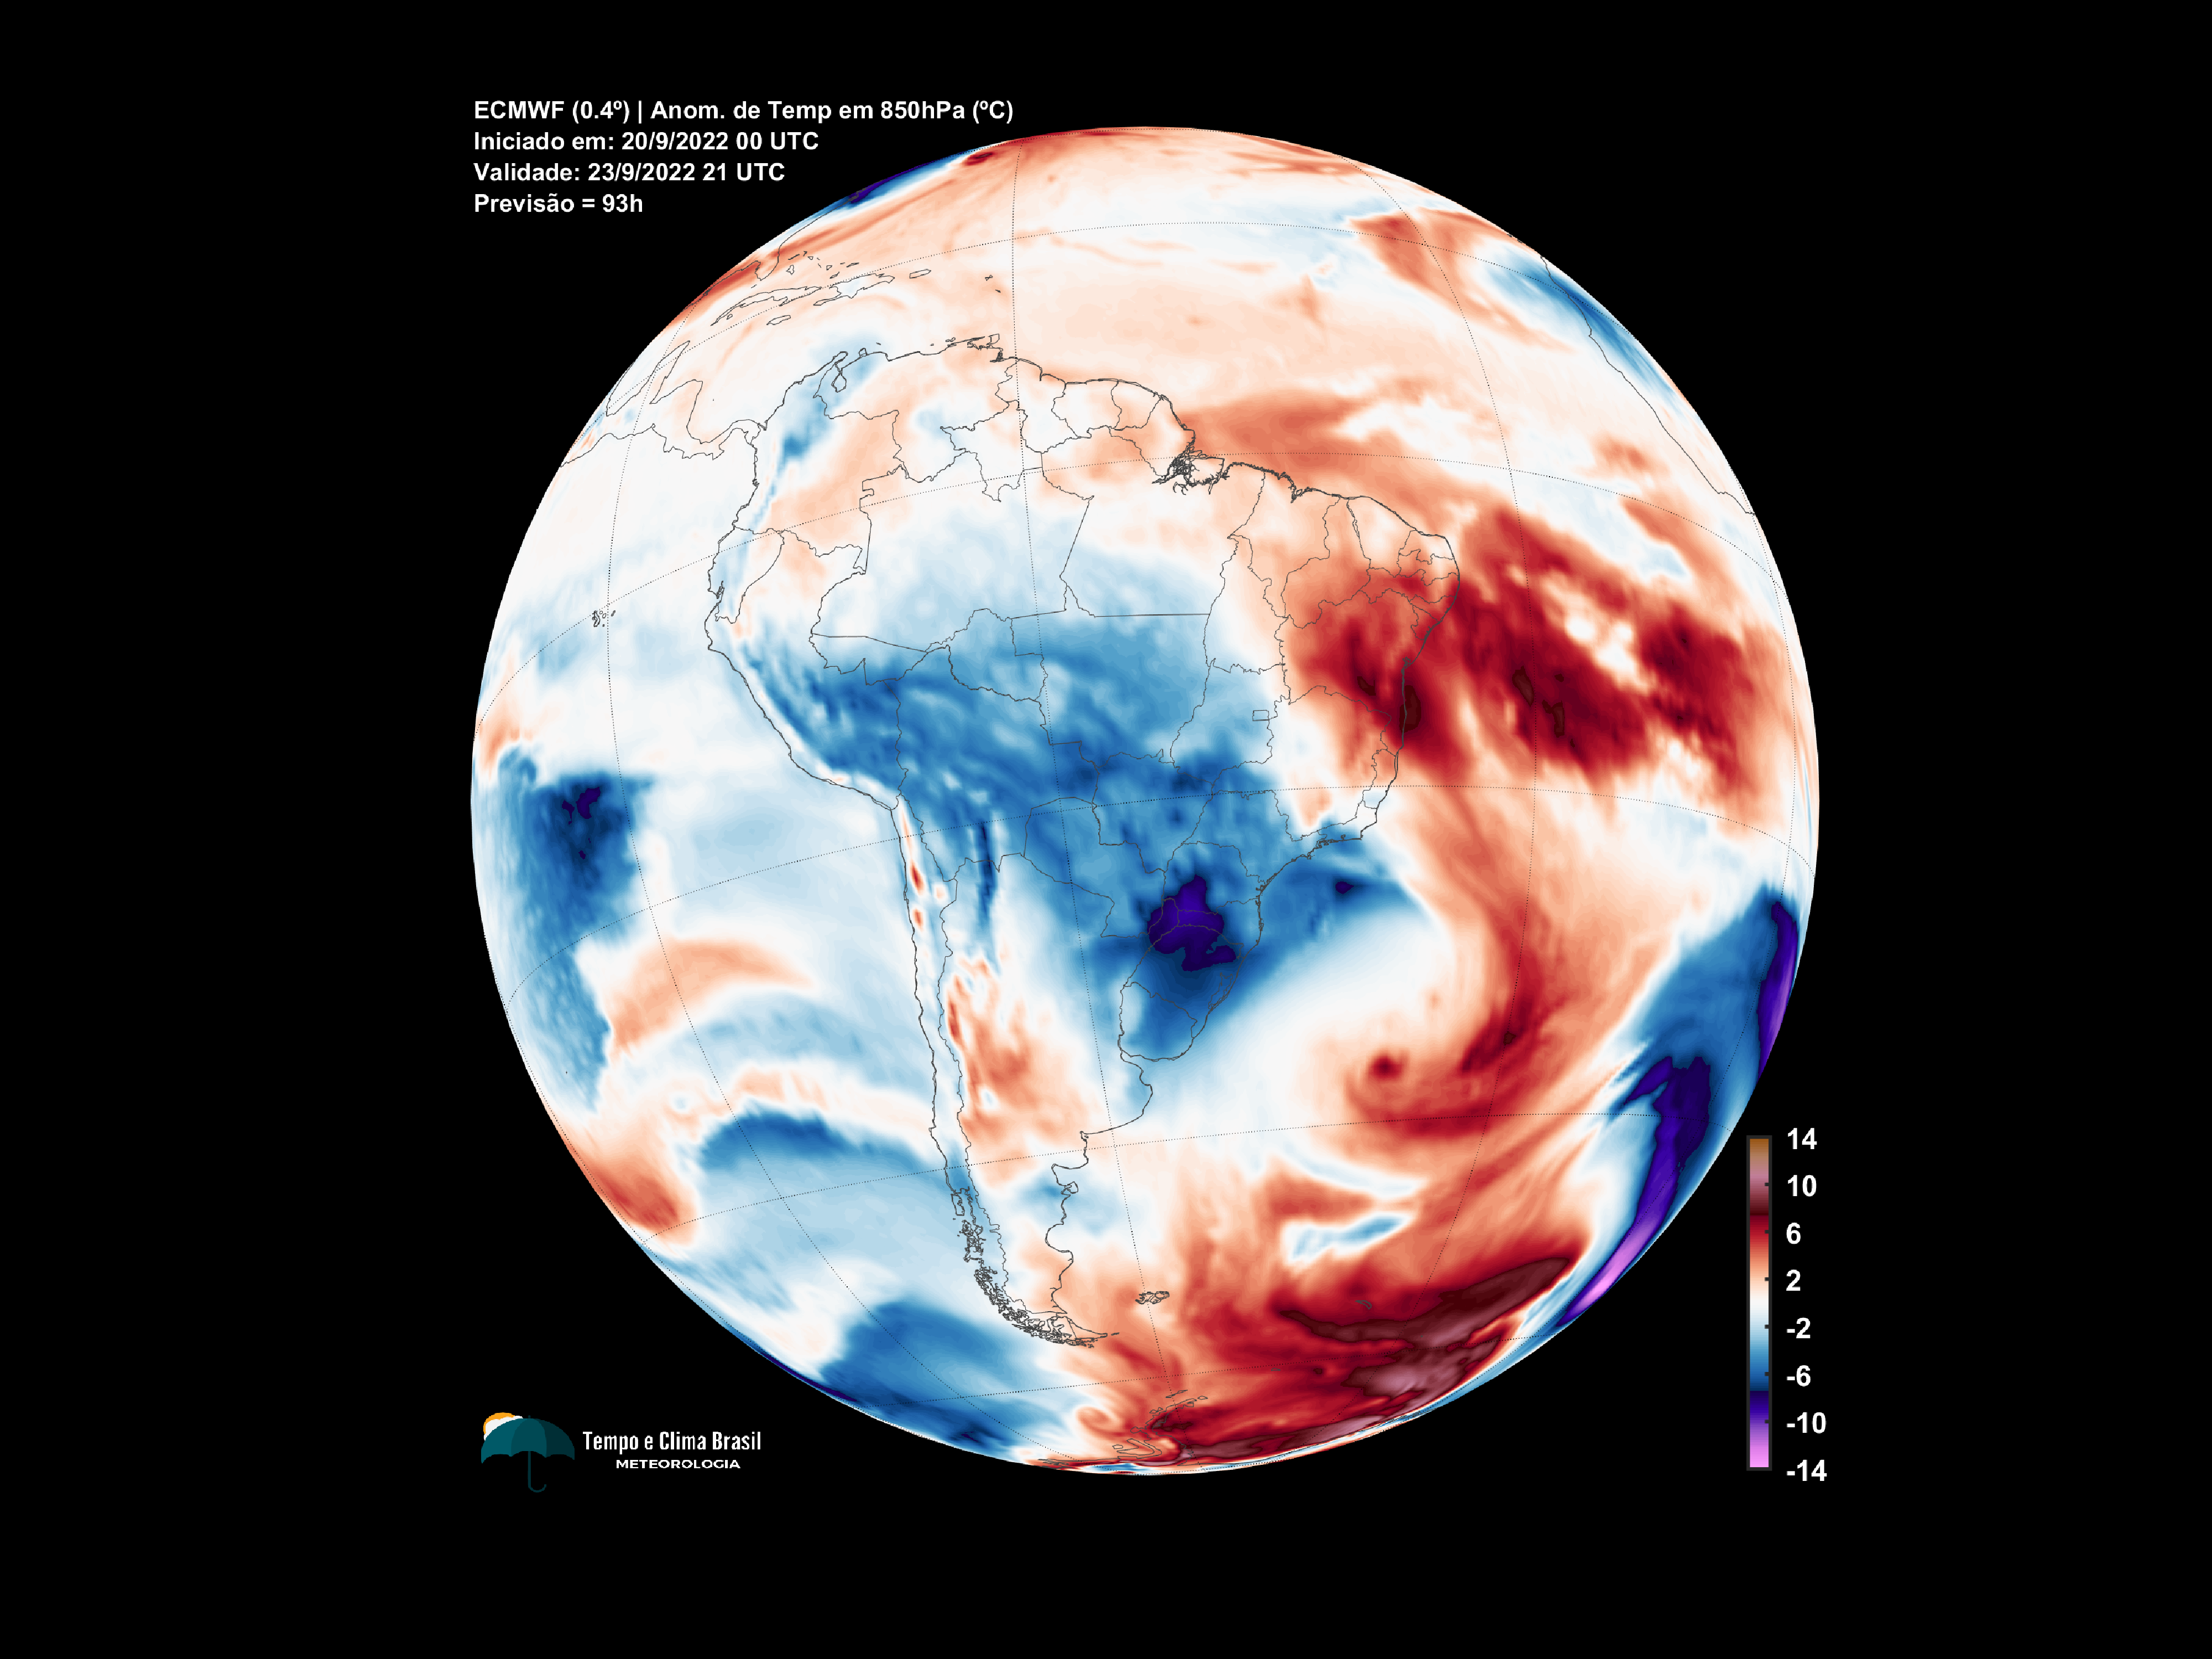 ECMWF (0.4º) | Anom. de Temp em 850hPa (ºC)
Iniciado em: 20/9/2022 00 UTC
Validade: 23/9/2022 21 UTC
Previsão = 93h
14
10
6
2
-2
-6
-10
-14
Tempo e Clima Brasil
METEOROLOGIA